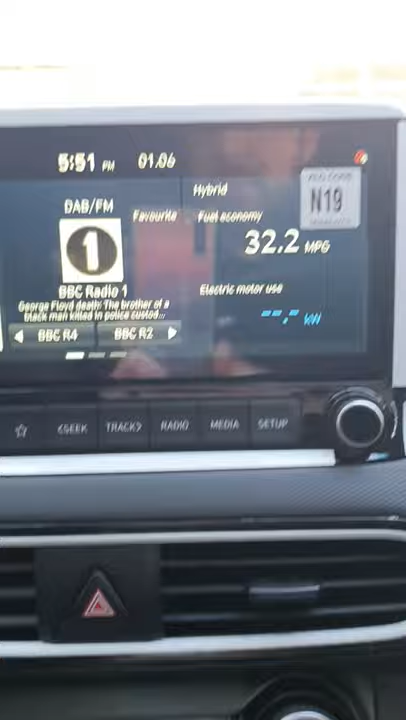 5:51 PM 01.06
Hybrid
DAB/FM
Favourite
Fuel economy
N19
1
32.2 MPG
BBC Radio 1
Electric motor use
George Floyd death: The brother of a
black man killed in police custod...
--.- kW
BBC R4
BBC R2
<SEEK
TRACK>
RADIO
MEDIA
SETUP